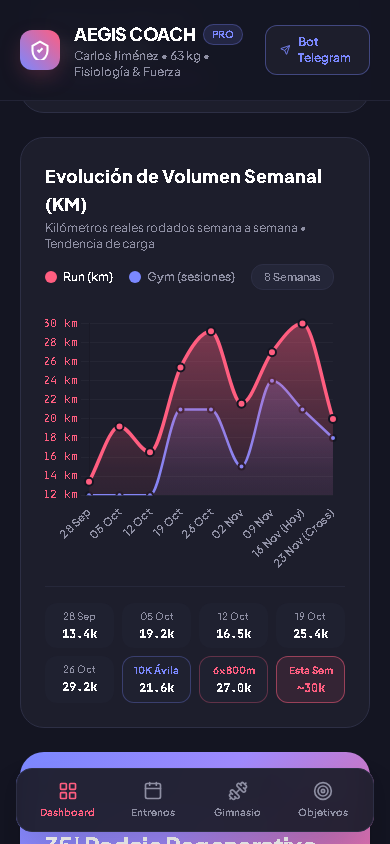 AEGIS COACH PRO
Carlos Jiménez • 63 kg •
Fisiología & Fuerza
Bot
Telegram
Evolución de Volumen Semanal
(KM)
Kilómetros reales rodados semana a semana •
Tendencia de carga
Run (km)
Gym (sesiones)
8 Semanas
30 km
28 km
26 km
24 km
22 km
20 km
18 km
16 km
14 km
12 km
28 Sep
05 Oct
12 Oct
19 Oct
26 Oct
02 Nov
09 Nov
16 Nov (Hoy)
23 Nov (Cross)
28 Sep
13.4k
05 Oct
19.2k
12 Oct
16.5k
19 Oct
25.4k
26 Oct
29.2k
10K Ávila
21.6k
6x800m
27.0k
Esta Sem
~30k
Dashboard
Entrenos
Gimnasio
Objetivos